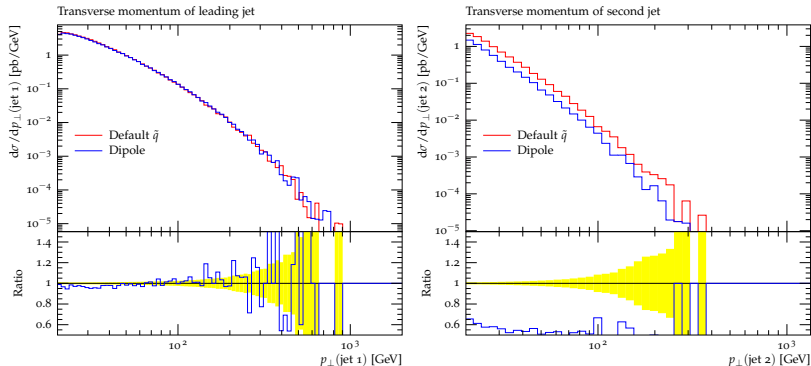 Transverse momentum of leading jet
dσ/dp⊥(jet 1) [pb/GeV]
1
10⁻¹
10⁻²
10⁻³
10⁻⁴
10⁻⁵
Default q̃
Dipole
Ratio
1.4
1.2
1
0.8
0.6
10²
10³
p⊥(jet 1) [GeV]
Transverse momentum of second jet
dσ/dp⊥(jet 2) [pb/GeV]
1
10⁻¹
10⁻²
10⁻³
10⁻⁴
10⁻⁵
Default q̃
Dipole
Ratio
1.4
1.2
1
0.8
0.6
10²
10³
p⊥(jet 2) [GeV]